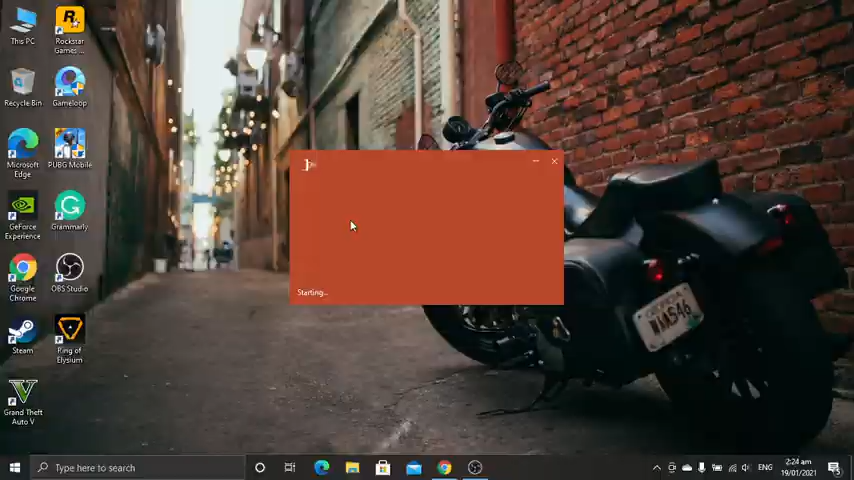 This PC
Rockstar
Games ...
Recycle Bin
Gameloop
Microsoft
Edge
PUBG Mobile
GeForce
Experience
Grammarly
Google
Chrome
OBS Studio
Steam
Ring of
Elysium
Grand Theft
Auto V
Starting...
Type here to search
ENG
2:24 am
19/01/2021